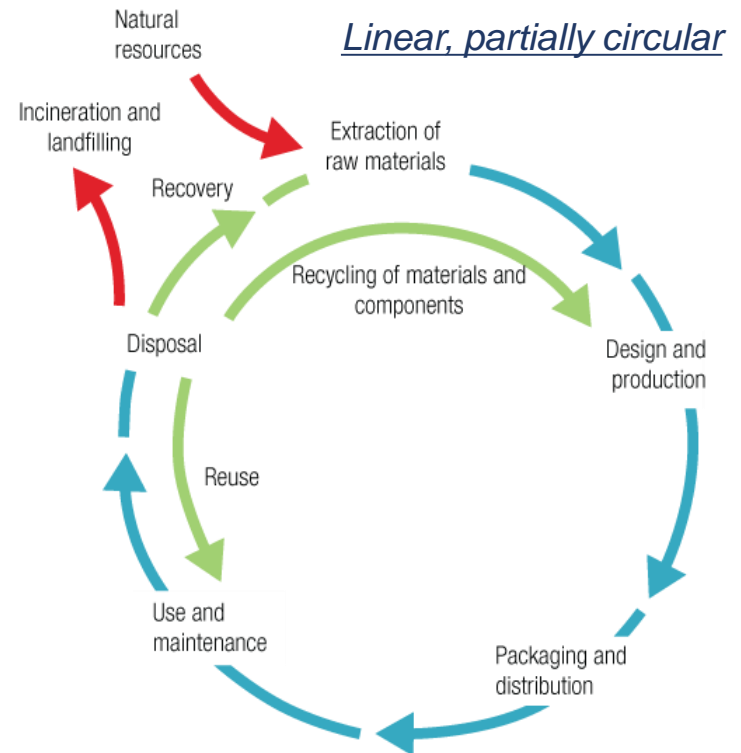 Natural
resources
Linear, partially circular
Incineration and
landfilling
Extraction of
raw materials
Recovery
Recycling of materials and
components
Disposal
Design and
production
Reuse
Use and
maintenance
Packaging and
distribution